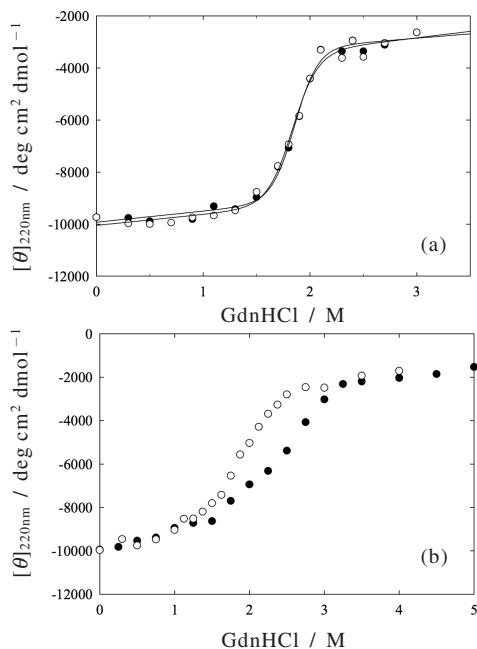 -2000
-4000
-6000
-8000
-10000
-12000
[θ]220nm / deg cm² dmol⁻¹
(a)
0 1 2 3
GdnHCl / M
0
-2000
-4000
-6000
-8000
-10000
-12000
[θ]220nm / deg cm² dmol⁻¹
(b)
0 1 2 3 4 5
GdnHCl / M